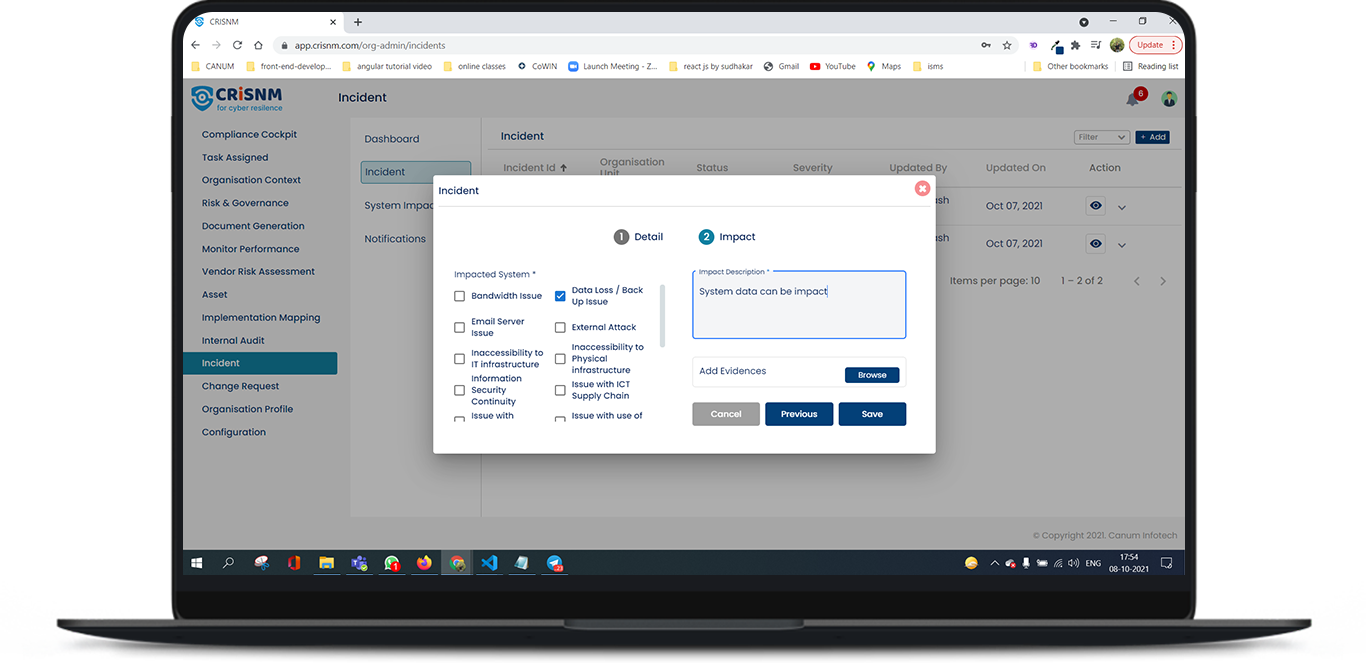 CRISNM
app.crisnm.com/org-admin/incidents
Update
CANUM
front-end-develop...
angular tutorial video
online classes
CoWIN
Launch Meeting - Z...
react js by sudhakar
Gmail
YouTube
Maps
isms
Other bookmarks
Reading list
CRiSNM
for cyber resilence
Incident
6
Compliance Cockpit
Task Assigned
Organisation Context
Risk & Governance
Document Generation
Monitor Performance
Vendor Risk Assessment
Asset
Implementation Mapping
Internal Audit
Incident
Change Request
Organisation Profile
Configuration
Dashboard
Incident
System Impac
Notifications
Incident
Filter
+ Add
Incident Id
Organisation
Unit
Status
Severity
Updated By
Updated On
Action
sh
Oct 07, 2021
sh
Oct 07, 2021
Items per page: 10
1 – 2 of 2
Incident
1 Detail
2 Impact
Impacted System *
Bandwidth Issue
Data Loss / Back
Up Issue
Email Server
Issue
External Attack
Inaccessibility to
IT infrastructure
Inaccessibility to
Physical
infrastructure
Information
Security
Continuity
Issue with ICT
Supply Chain
Issue with
Issue with use of
Impact Description *
System data can be impact
Add Evidences
Browse
Cancel
Previous
Save
© Copyright 2021. Canum Infotech
1
23
ENG
17:54
08-10-2021